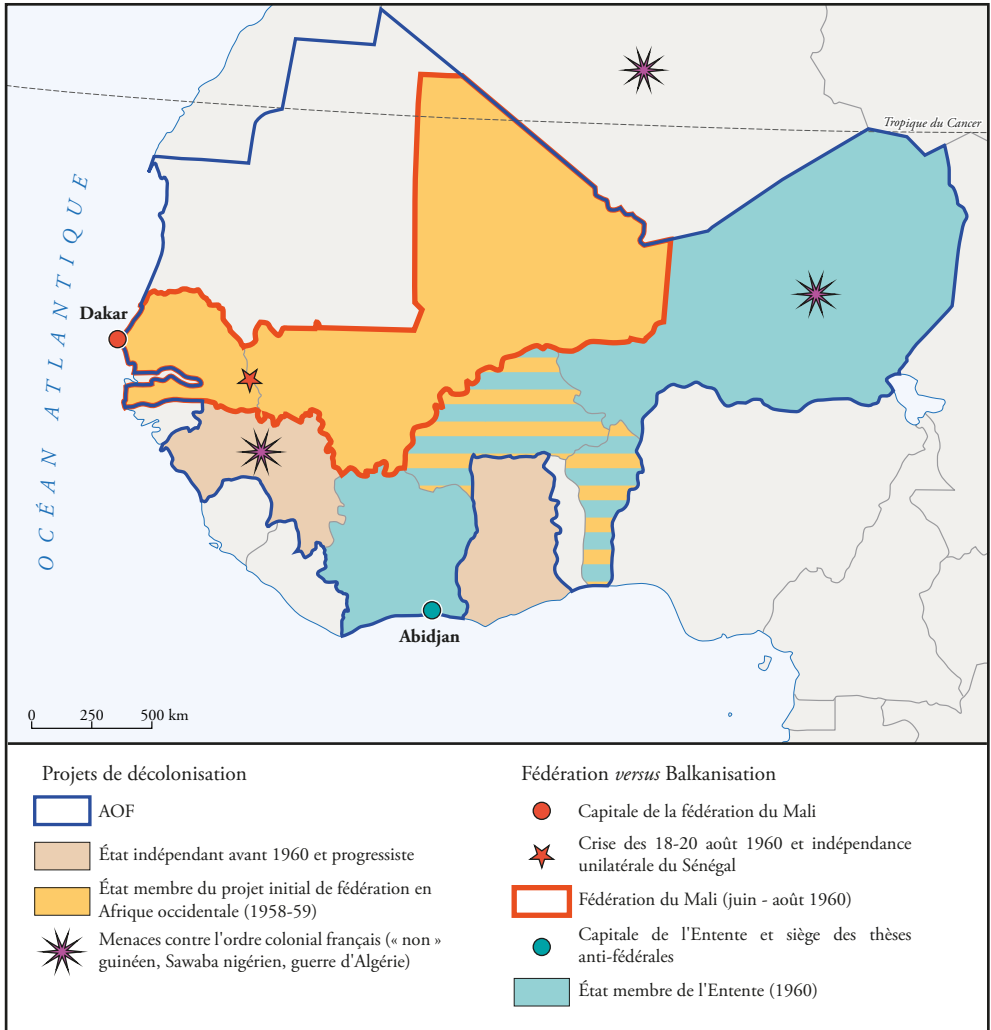 Tropique du Cancer
OCÉAN ATLANTIQUE
Dakar
Abidjan
0 250 500 km
Projets de décolonisation
AOF
État indépendant avant 1960 et progressiste
État membre du projet initial de fédération en
Afrique occidentale (1958-59)
Menaces contre l'ordre colonial français (« non »
guinéen, Sawaba nigérien, guerre d'Algérie)
Fédération versus Balkanisation
Capitale de la fédération du Mali
Crise des 18-20 août 1960 et indépendance
unilatérale du Sénégal
Fédération du Mali (juin - août 1960)
Capitale de l'Entente et siège des thèses
anti-fédérales
État membre de l'Entente (1960)